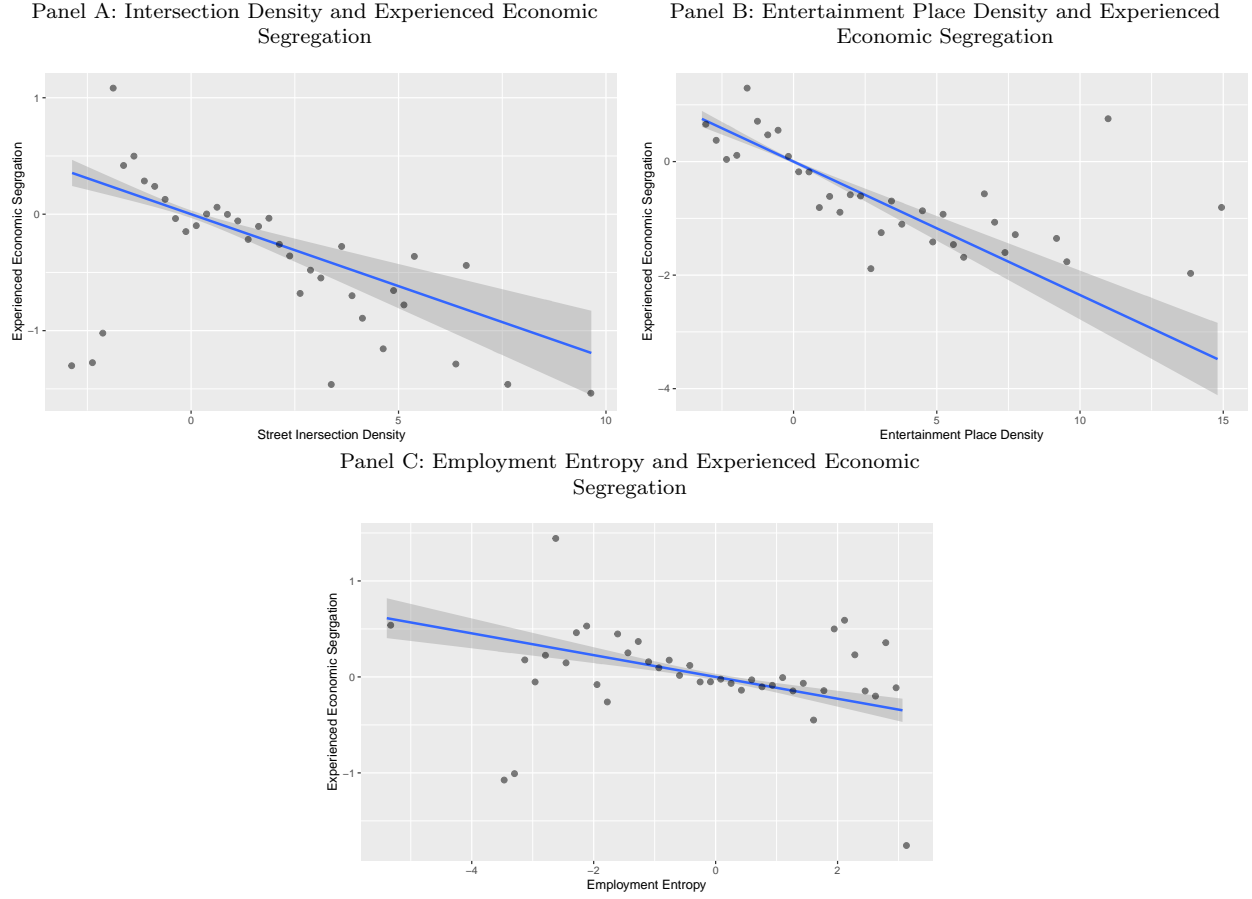 Panel A: Intersection Density and Experienced Economic
Segregation
1
0
−1
Experienced Economic Segrgation
0
5
10
Street Inersection Density
Panel B: Entertainment Place Density and Experienced
Economic Segregation
0
−2
−4
Experienced Economic Segrgation
0
5
10
15
Entertainment Place Density
Panel C: Employment Entropy and Experienced Economic
Segregation
1
0
−1
Experienced Economic Segrgation
−4
−2
0
2
Employment Entropy